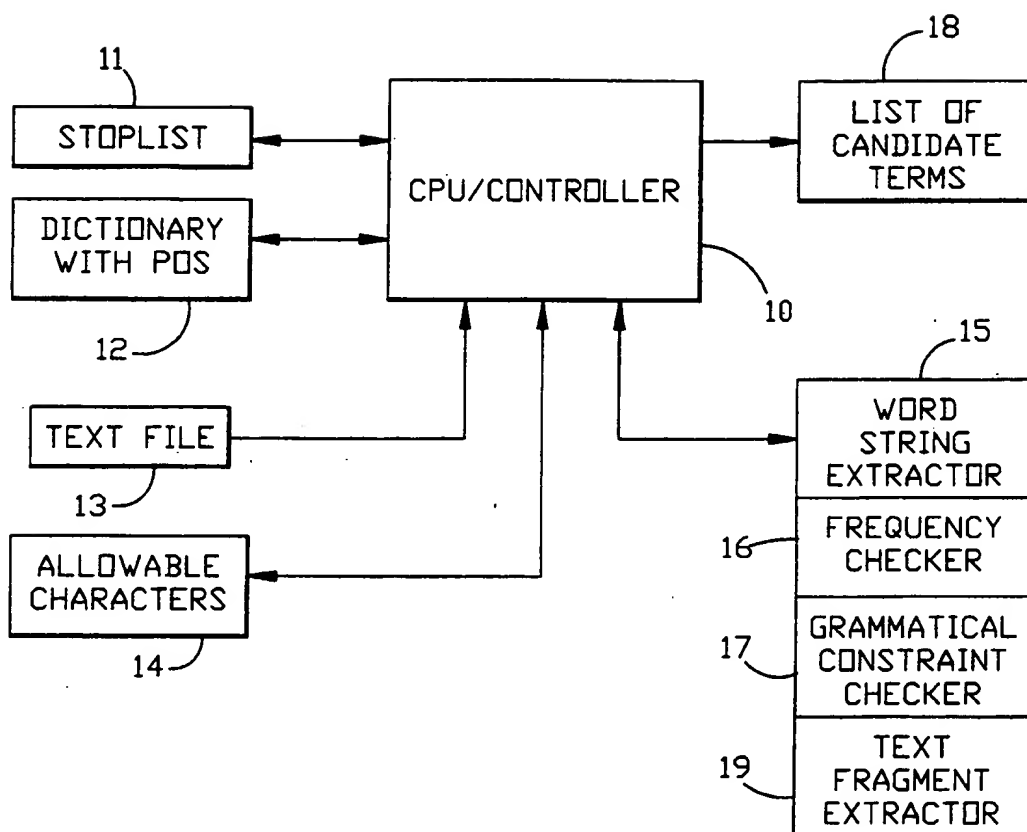 11
STOPLIST
DICTIONARY
WITH POS
12
TEXT FILE
13
ALLOWABLE
CHARACTERS
14
CPU/CONTROLLER
10
18
LIST OF
CANDIDATE
TERMS
15
WORD
STRING
EXTRACTOR
16
FREQUENCY
CHECKER
17
GRAMMATICAL
CONSTRAINT
CHECKER
19
TEXT
FRAGMENT
EXTRACTOR